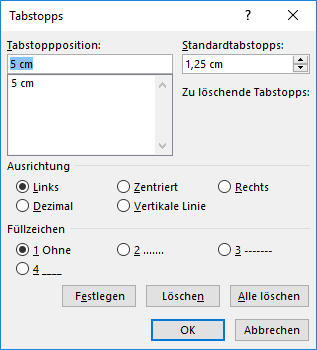 Tabstopps
?
Tabstoppposition:
Standardtabstopps:
5 cm
1,25 cm
5 cm
Zu löschende Tabstopps:
Ausrichtung
Links
Zentriert
Rechts
Dezimal
Vertikale Linie
Füllzeichen
1 Ohne
2 .......
3 -------
4 ____
Festlegen
Löschen
Alle löschen
OK
Abbrechen